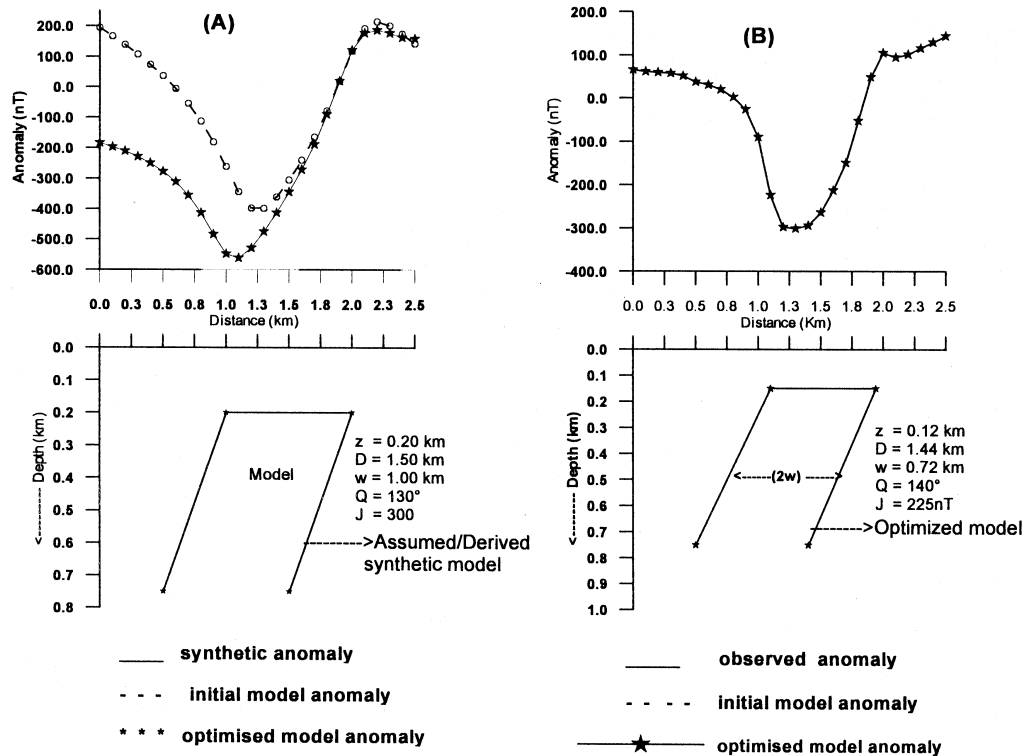 (A)
Anomaly (nT)
200.0
100.0
0.0
-100.0
-200.0
-300.0
-400.0
-500.0
-600.0
0.0 0.3 0.5 0.8 1.0 1.3 1.5 1.8 2.0 2.3 2.5
Distance (km)
<------- Depth (km)
0.0
0.1
0.2
0.3
0.4
0.5
0.6
0.7
0.8
Model
z = 0.20 km
D = 1.50 km
w = 1.00 km
Q = 130°
J = 300
----------->Assumed/Derived
synthetic model
synthetic anomaly
- - - - initial model anomaly
* * * optimised model anomaly
(B)
Anomaly (nT)
200.0
100.0
0.0
-100.0
-200.0
-300.0
-400.0
0.0 0.3 0.5 0.8 1.0 1.3 1.5 1.8 2.0 2.3 2.5
Distance (Km)
<------- Depth (km)
0.0
0.1
0.2
0.3
0.4
0.5
0.6
0.7
0.8
0.9
1.0
<-----(2w)----->
z = 0.12 km
D = 1.44 km
w = 0.72 km
Q = 140°
J = 225nT
---------->Optimized model
observed anomaly
- - - - initial model anomaly
optimised model anomaly